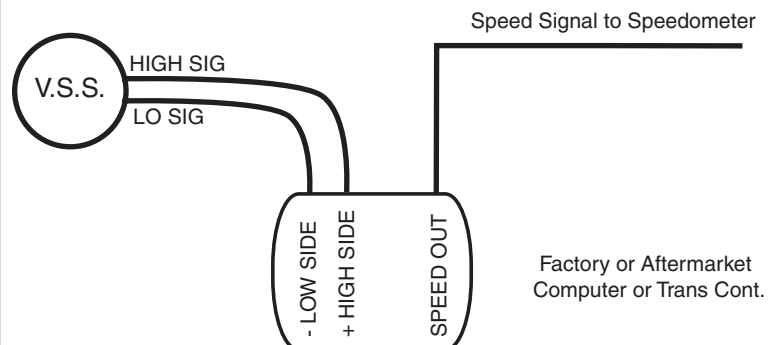 Speed Signal to Speedometer
HIGH SIG
V.S.S.
LO SIG
- LOW SIDE
+ HIGH SIDE
SPEED OUT
Factory or Aftermarket
Computer or Trans Cont.